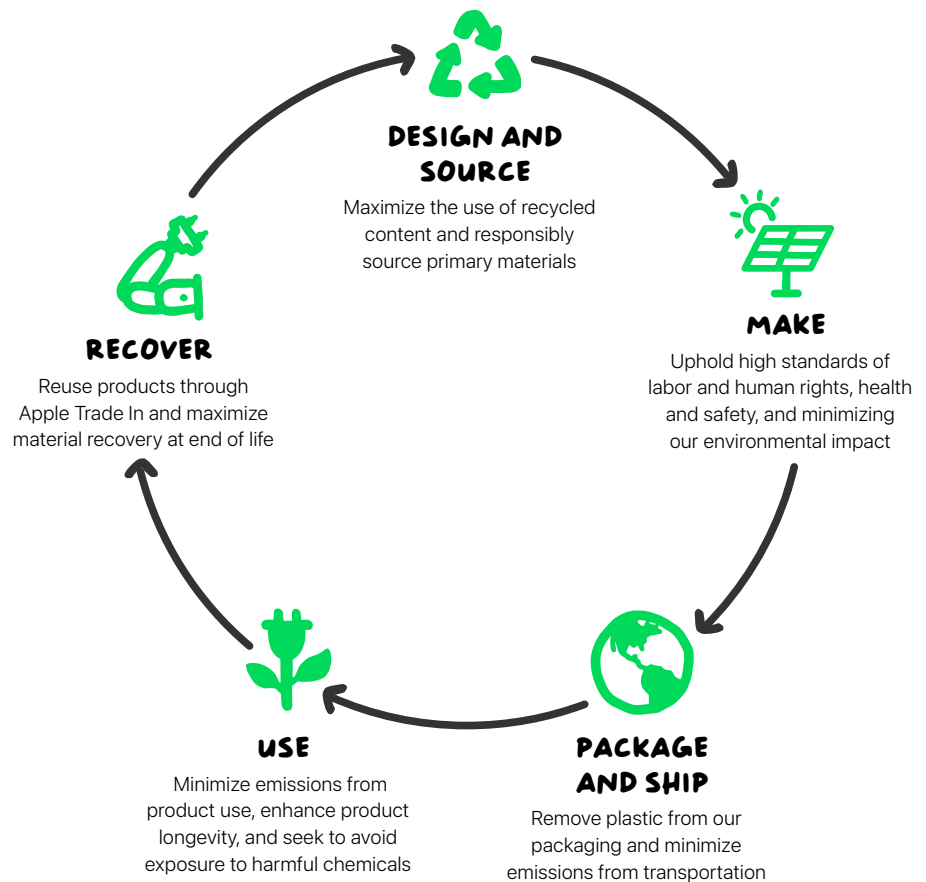 DESIGN AND
SOURCE
Maximize the use of recycled
content and responsibly
source primary materials
MAKE
Uphold high standards of
labor and human rights, health
and safety, and minimizing
our environmental impact
PACKAGE
AND SHIP
Remove plastic from our
packaging and minimize
emissions from transportation
USE
Minimize emissions from
product use, enhance product
longevity, and seek to avoid
exposure to harmful chemicals
RECOVER
Reuse products through
Apple Trade In and maximize
material recovery at end of life